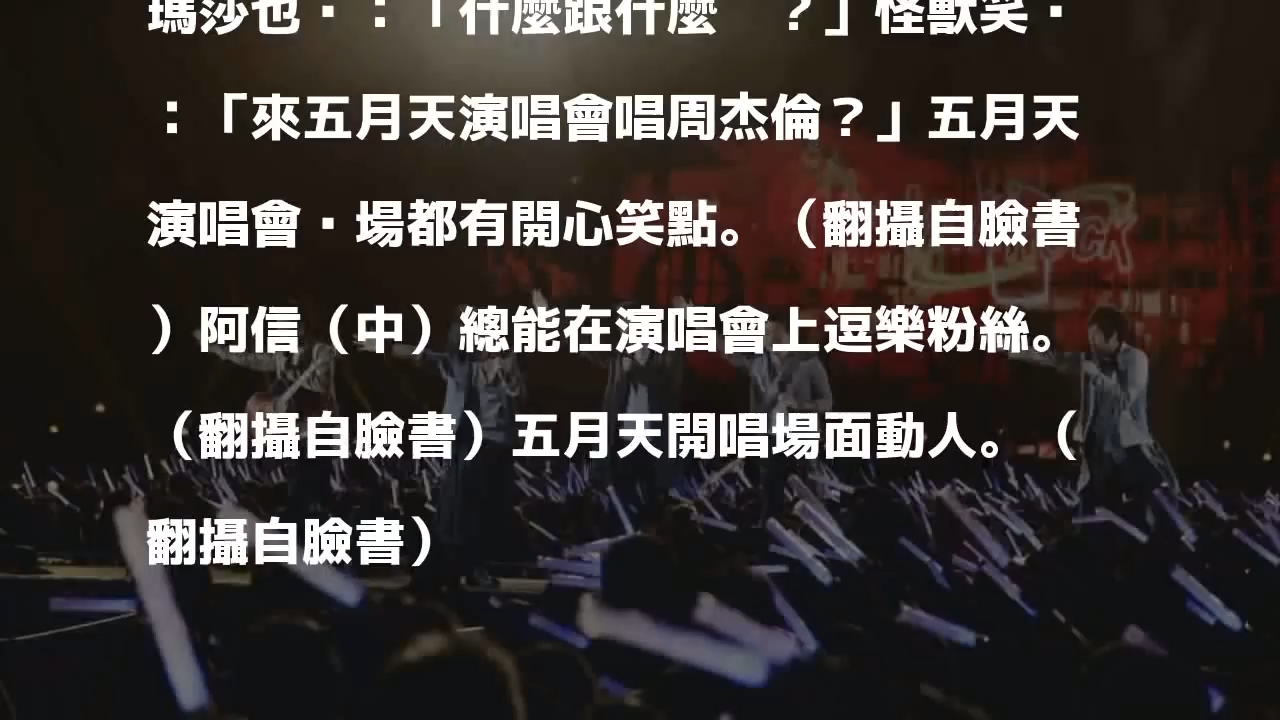 瑪莎也·：「什麼跟什麼　？」怪獸笑·
：「來五月天演唱會唱周杰倫？」五月天
演唱會·場都有開心笑點。（翻攝自臉書
）阿信（中）總能在演唱會上逗樂粉絲。
（翻攝自臉書）五月天開唱場面動人。（
翻攝自臉書）